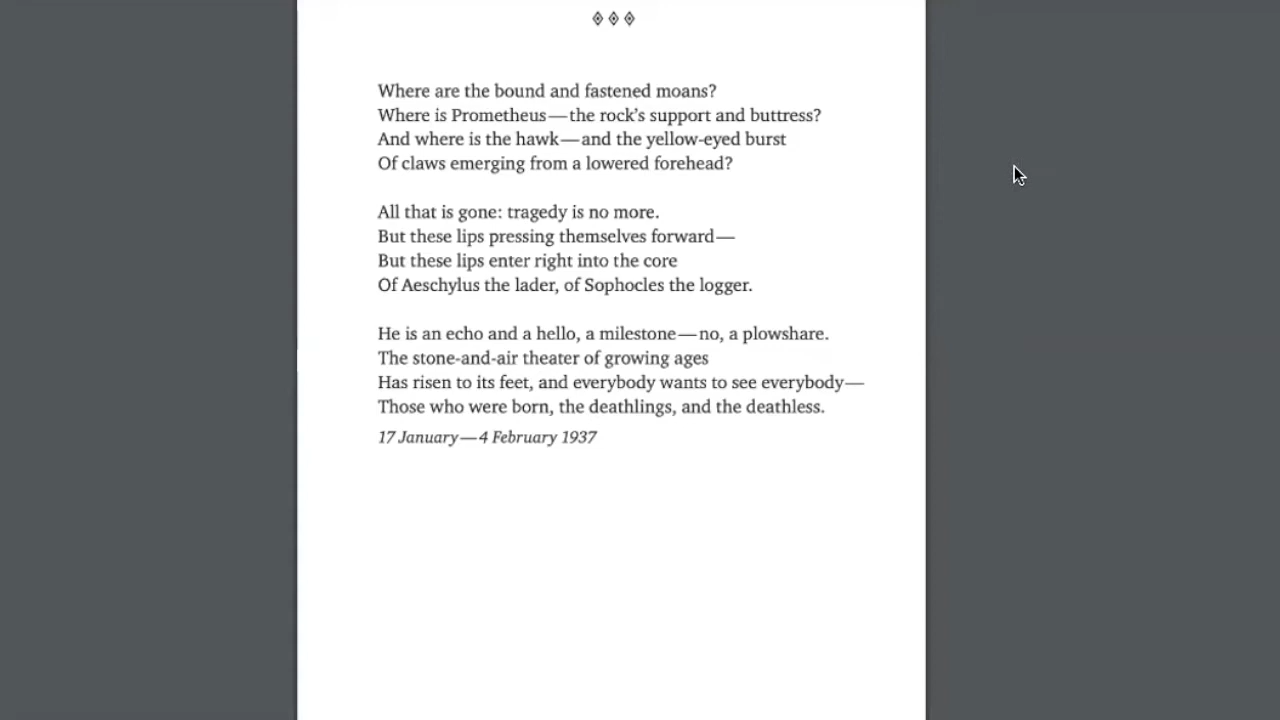 Where are the bound and fastened moans?
Where is Prometheus—the rock's support and buttress?
And where is the hawk—and the yellow-eyed burst
Of claws emerging from a lowered forehead?
All that is gone: tragedy is no more.
But these lips pressing themselves forward—
But these lips enter right into the core
Of Aeschylus the lader, of Sophocles the logger.
He is an echo and a hello, a milestone—no, a plowshare.
The stone-and-air theater of growing ages
Has risen to its feet, and everybody wants to see everybody—
Those who were born, the deathlings, and the deathless.
17 January—4 February 1937